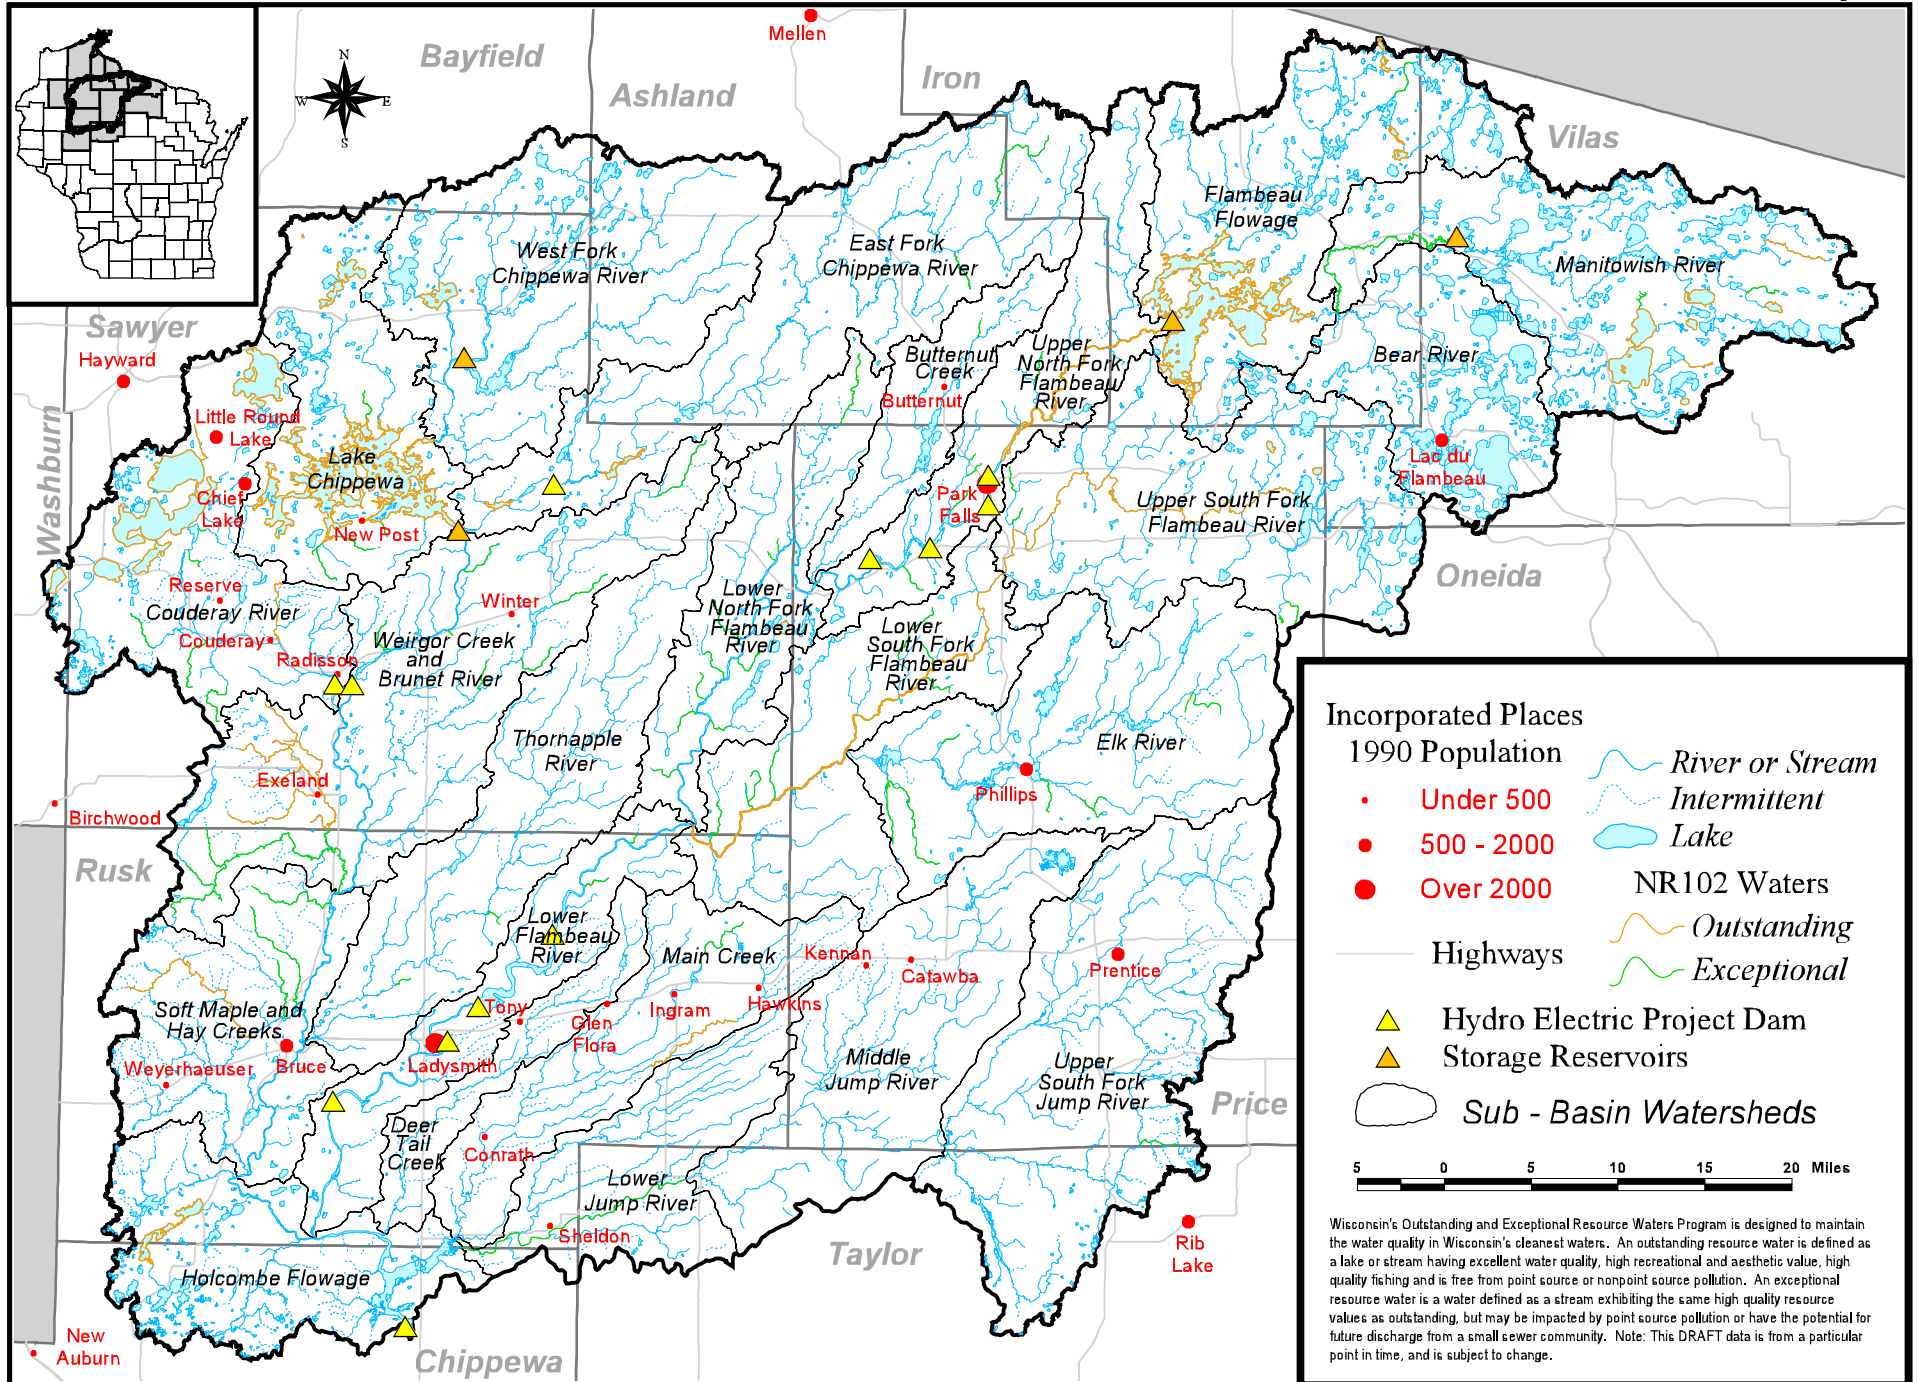 Mellen
Bayfield
Ashland
Iron
Vilas
N
W
E
S
Flambeau
Flowage
West Fork
Chippewa River
East Fork
Chippewa River
Manitowish River
Sawyer
Hayward
Butternut
Creek
Butternut
Upper
North Fork
Flambeau
River
Bear River
Little Round
Lake
Lake
Chippewa
Washburn
Chief
Lake
New Post
Park
Falls
Upper South Fork
Flambeau River
Lac du
Flambeau
Oneida
Reserve
Couderay River
Couderay
Radisson
Winter
Weirgor Creek
and
Brunet River
Lower
North Fork
Flambeau
River
Lower
South Fork
Flambeau
River
Thornapple
River
Elk River
Phillips
Exeland
Birchwood
Rusk
Lower
Flambeau
River
Main Creek
Kennan
Catawba
Prentice
Soft Maple and
Hay Creeks
Tony
Glen
Flora
Ingram
Hawkins
Weyerhaeuser
Bruce
Ladysmith
Middle
Jump River
Upper
South Fork
Jump River
Price
Deer
Tail
Creek
Conrath
Lower
Jump River
Sheldon
Taylor
Rib
Lake
Holcombe Flowage
New
Auburn
Chippewa
Incorporated Places
1990 Population
Under 500
500 - 2000
Over 2000
Highways
River or Stream
Intermittent
Lake
NR102 Waters
Outstanding
Exceptional
Hydro Electric Project Dam
Storage Reservoirs
Sub - Basin Watersheds
5 0 5 10 15 20 Miles
Wisconsin's Outstanding and Exceptional Resource Waters Program is designed to maintain
the water quality in Wisconsin's cleanest waters. An outstanding resource water is defined as
a lake or stream having excellent water quality, high recreational and aesthetic value, high
quality fishing and is free from point source or nonpoint source pollution. An exceptional
resource water is a water defined as a stream exhibiting the same high quality resource
values as outstanding, but may be impacted by point source pollution or have the potential for
future discharge from a small sewer community. Note: This DRAFT data is from a particular
point in time, and is subject to change.